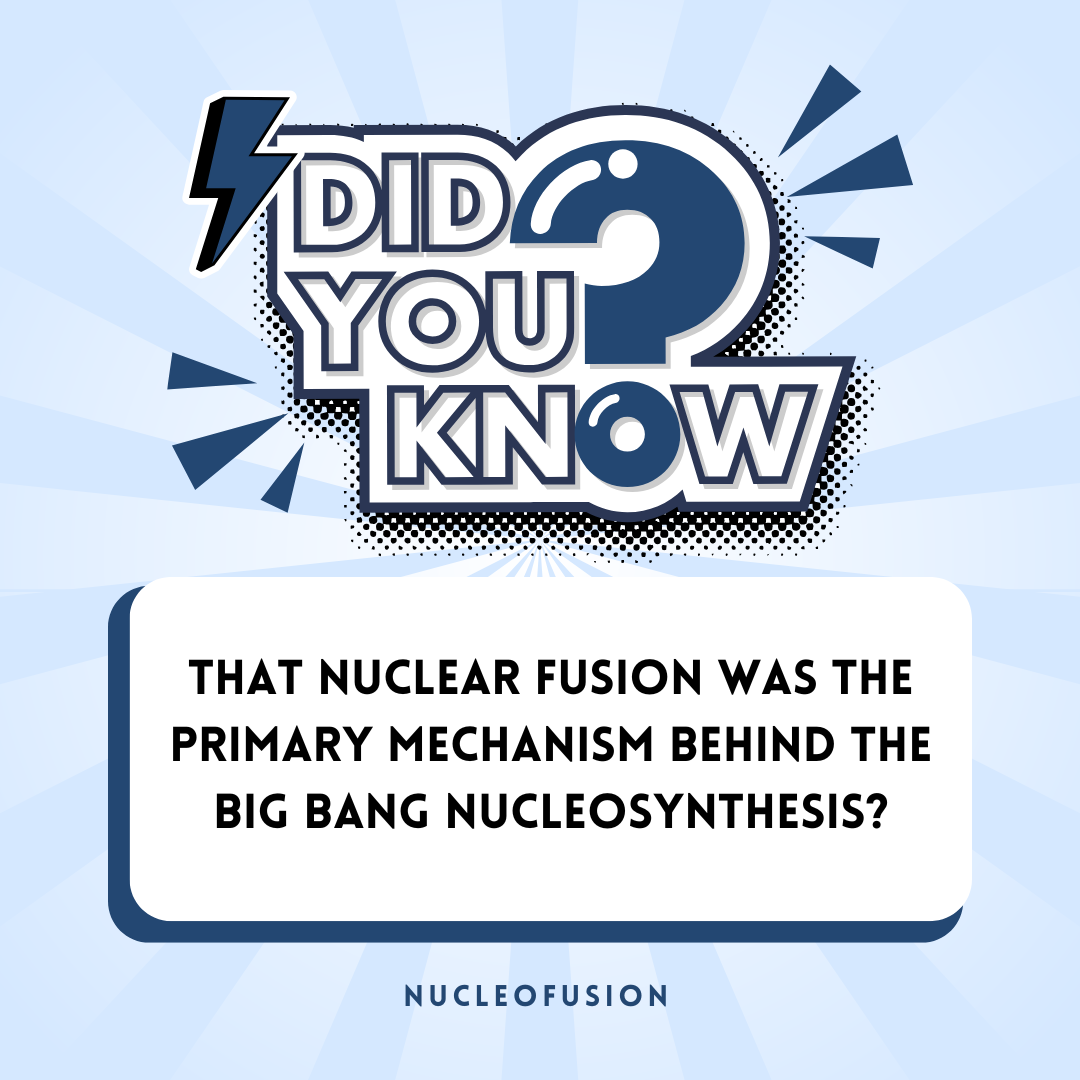 DID
YOU
KNOW
?
THAT NUCLEAR FUSION WAS THE
PRIMARY MECHANISM BEHIND THE
BIG BANG NUCLEOSYNTHESIS?
NUCLEOFUSION